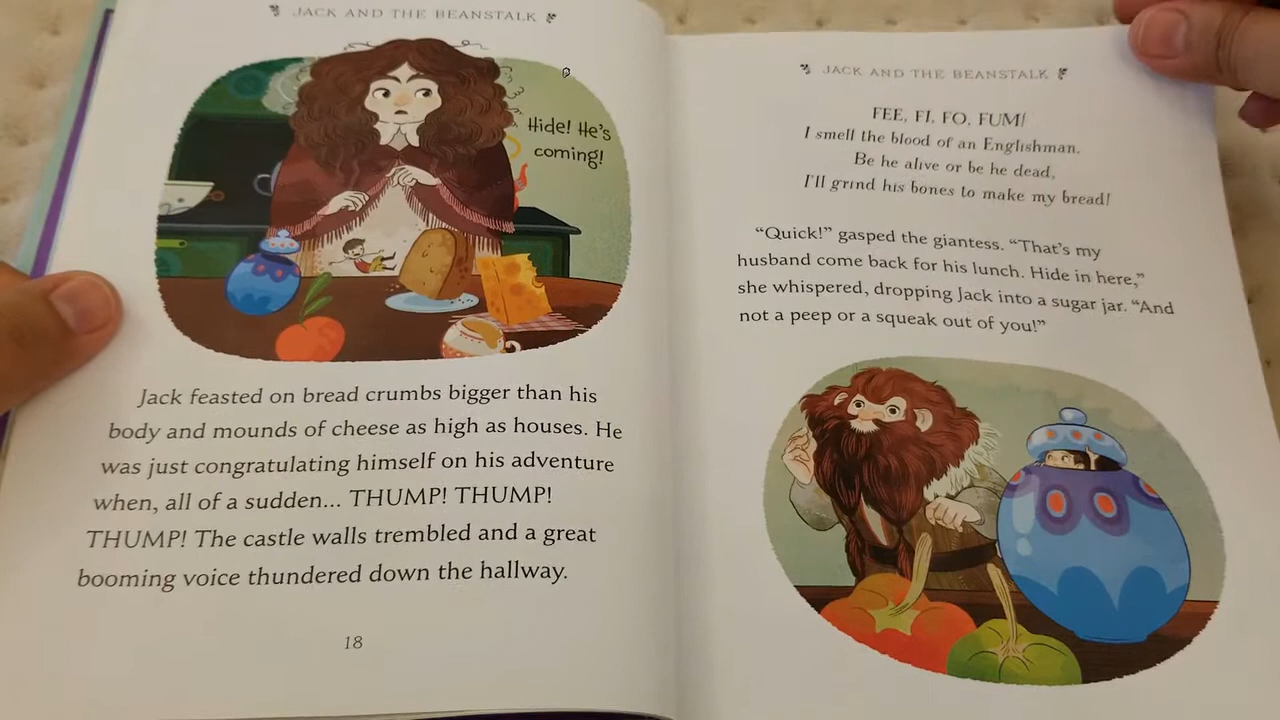 JACK AND THE BEANSTALK
Hide! He's
coming!
Jack feasted on bread crumbs bigger than his
body and mounds of cheese as high as houses. He
was just congratulating himself on his adventure
when, all of a sudden... THUMP! THUMP!
THUMP! The castle walls trembled and a great
booming voice thundered down the hallway.
18
JACK AND THE BEANSTALK
FEE, FI, FO, FUM!
I smell the blood of an Englishman.
Be he alive or be he dead,
I'll grind his bones to make my bread!
“Quick!” gasped the giantess. “That's my
husband come back for his lunch. Hide in here,”
she whispered, dropping Jack into a sugar jar. “And
not a peep or a squeak out of you!”